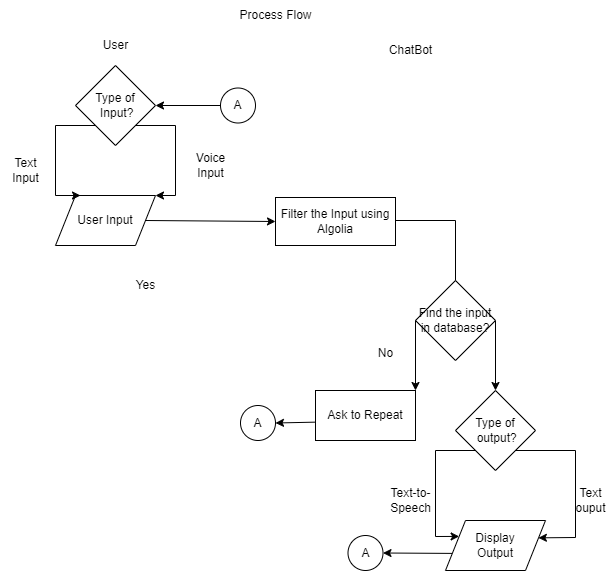 Process Flow
User
ChatBot
Type of
Input?
A
Text
Input
Voice
Input
User Input
Filter the Input using
Algolia
Yes
Find the input
in database?
No
Ask to Repeat
A
Type of
output?
Text-to-
Speech
Text
ouput
Display
Output
A